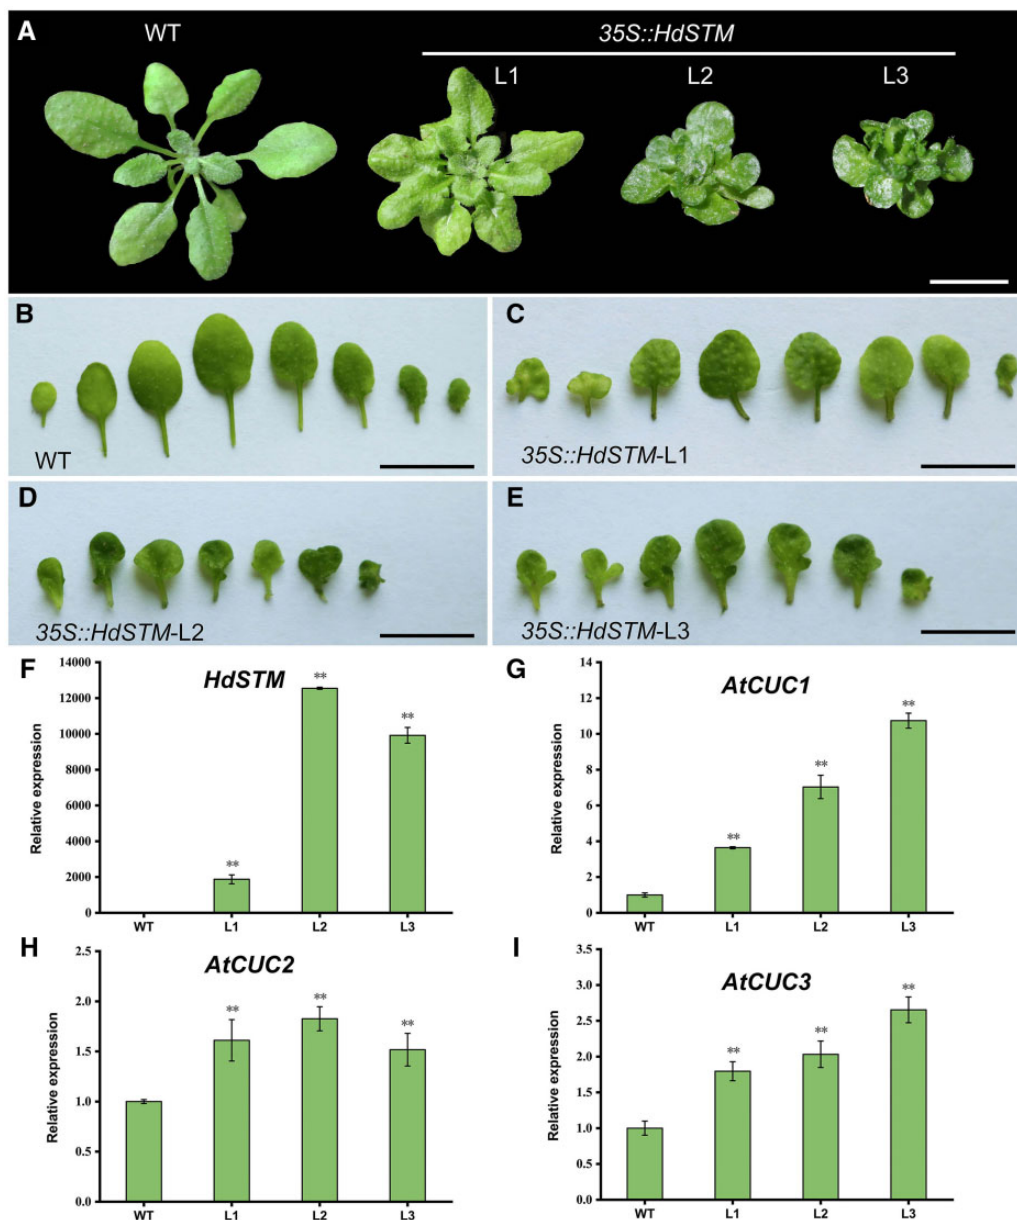 A
WT
35S::HdSTM
L1
L2
L3
B
WT
C
35S::HdSTM-L1
D
35S::HdSTM-L2
E
35S::HdSTM-L3
F
HdSTM
Relative expression
14000
12000
10000
8000
6000
4000
2000
0
**
**
**
WT L1 L2 L3
G
AtCUC1
Relative expression
14
12
10
8
6
4
2
0
**
**
**
WT L1 L2 L3
H
AtCUC2
Relative expression
2.5
2.0
1.5
1.0
0.5
0.0
**
**
**
WT L1 L2 L3
I
AtCUC3
Relative expression
3.5
3.0
2.5
2.0
1.5
1.0
0.5
0.0
**
**
**
WT L1 L2 L3